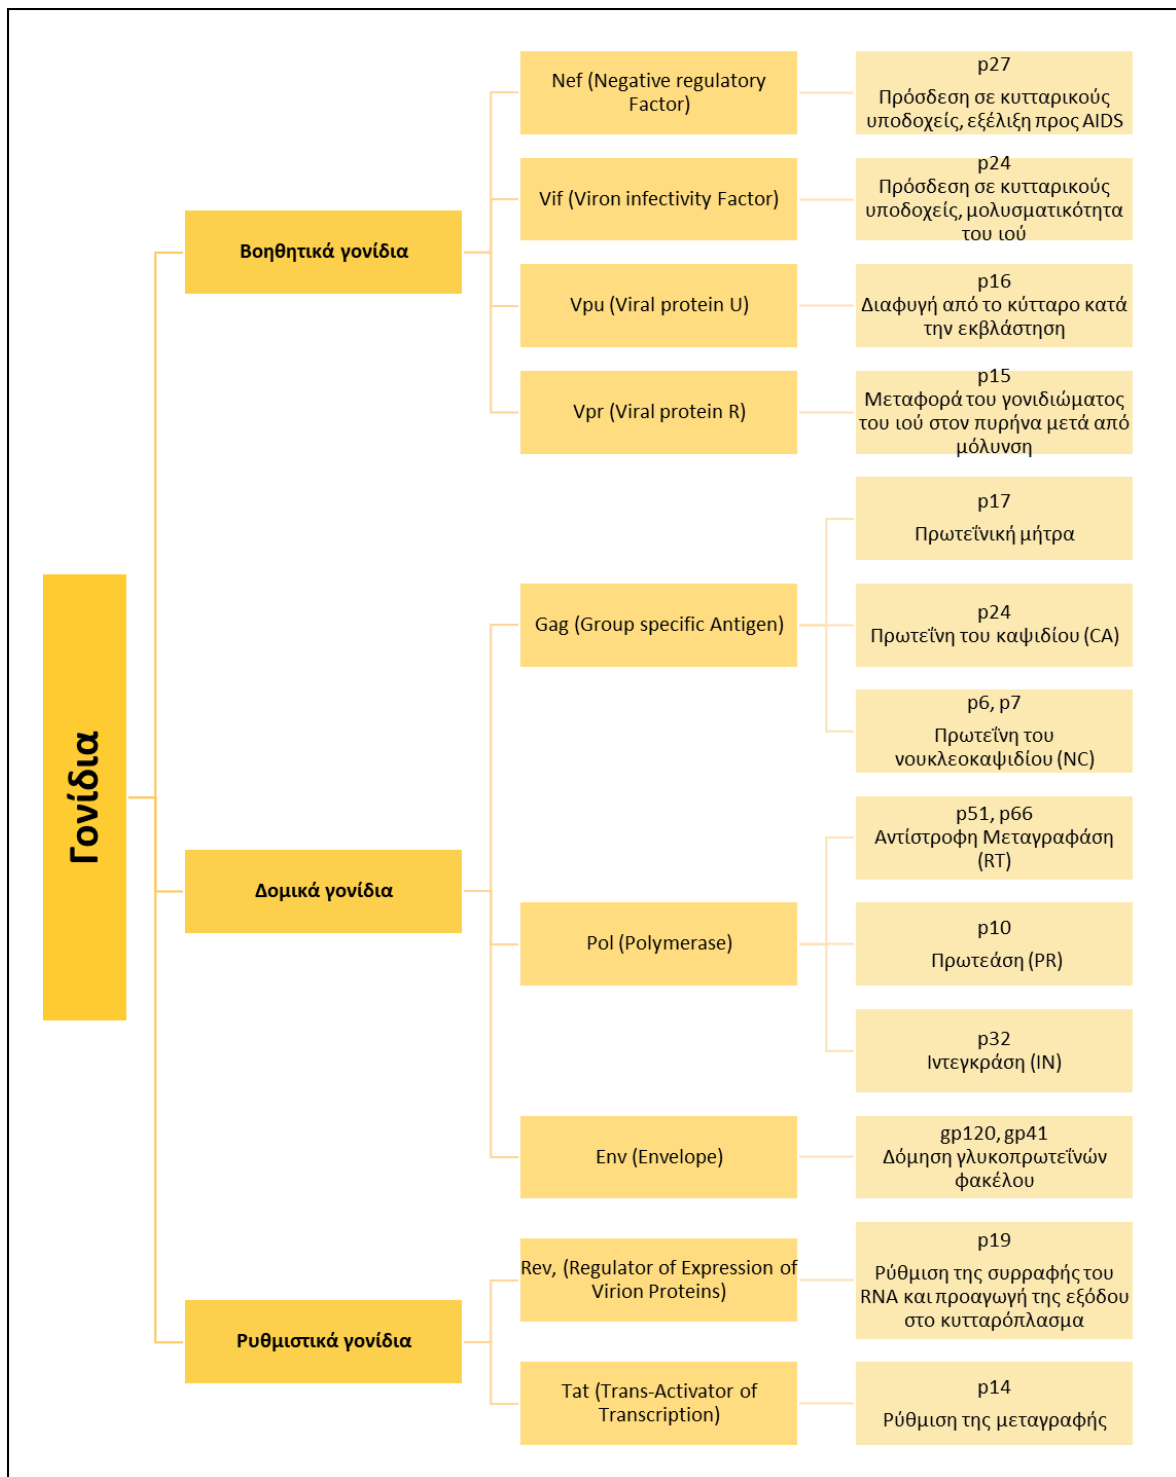 Γονίδια
Βοηθητικά γονίδια
Nef (Negative regulatory
Factor)
p27
Πρόσδεση σε κυτταρικούς
υποδοχείς, εξέλιξη προς AIDS
Vif (Viron infectivity Factor)
p24
Πρόσδεση σε κυτταρικούς
υποδοχείς, μολυσματικότητα
του ιού
Vpu (Viral protein U)
p16
Διαφυγή από το κύτταρο κατά
την εκβλάστηση
Vpr (Viral protein R)
p15
Μεταφορά του γονιδιώματος
του ιού στον πυρήνα μετά από
μόλυνση
Δομικά γονίδια
Gag (Group specific Antigen)
p17
Πρωτεΐνική μήτρα
p24
Πρωτεΐνη του καψιδίου (CA)
p6, p7
Πρωτεΐνη του
νουκλεοκαψιδίου (NC)
Pol (Polymerase)
p51, p66
Αντίστροφη Μεταγραφάση
(RT)
p10
Πρωτεάση (PR)
p32
Ιντεγκράση (IN)
Env (Envelope)
gp120, gp41
Δόμηση γλυκοπρωτεΐνών
φακέλου
Ρυθμιστικά γονίδια
Rev, (Regulator of Expression of
Virion Proteins)
p19
Ρύθμιση της συρραφής του
RNA και προαγωγή της εξόδου
στο κυτταρόπλασμα
Tat (Trans-Activator of
Transcription)
p14
Ρύθμιση της μεταγραφής